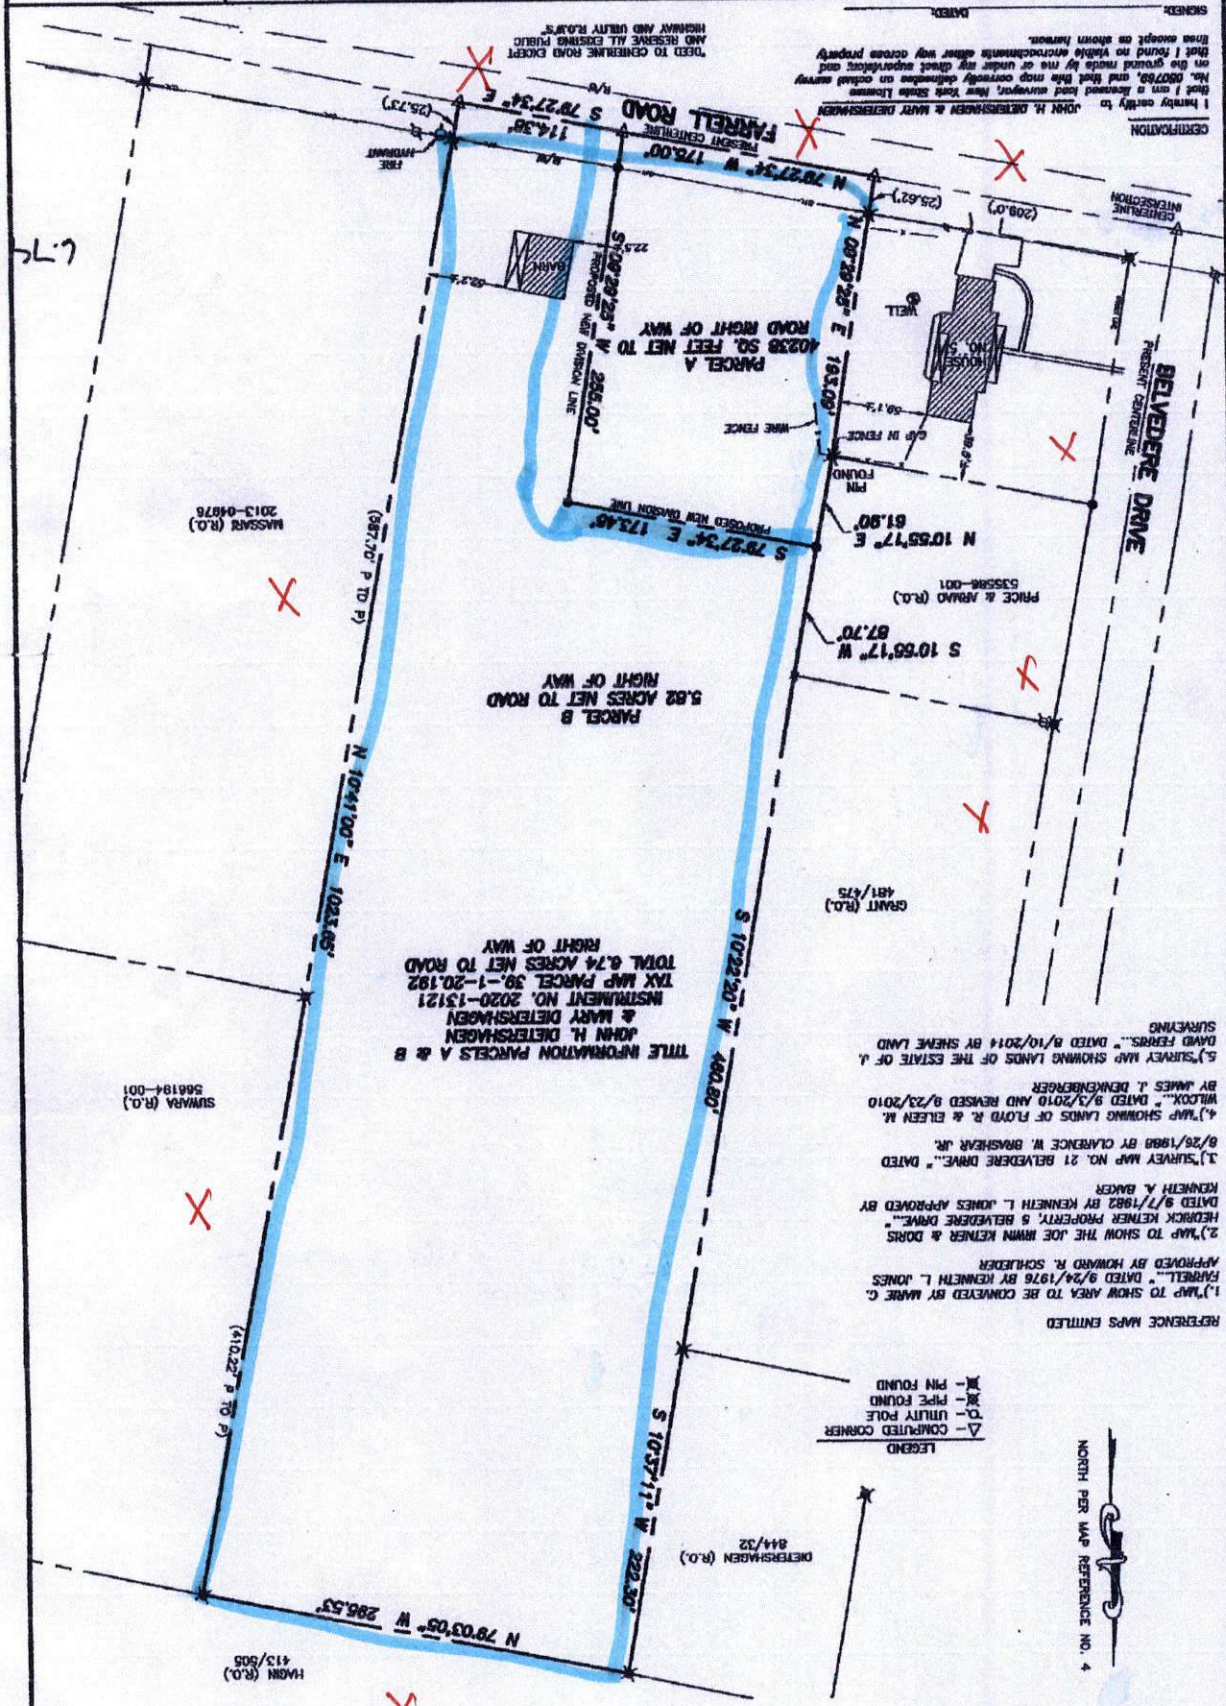 NORTH PER MAP REFERENCE NO. 4
HAGIN (R.O.)
413/505
N 79°03'05" W 295.53'
DIETERSHAGEN (R.O.)
844/32
S 10°37'11" W 222.30'
(410.22' P TO P)
LEGEND
△ – COMPUTED CORNER
– UTILITY POLE
– PIPE FOUND
– PIN FOUND
REFERENCE MAPS ENTITLED
1.)"MAP TO SHOW AREA TO BE CONVEYED BY MARIE C.
FARRELL..." DATED 9/24/1976 BY KENNETH L. JONES
APPROVED BY HOWARD R. SCHLIEDER
2.)"MAP TO SHOW THE JOE IRWIN KETNER & DORIS
HEDRICK KETNER PROPERTY, 5 BELVEDERE DRIVE..."
DATED 9/7/1982 BY KENNETH L. JONES APPROVED BY
KENNETH A. BAKER
3.)"SURVEY MAP NO. 21 BELVEDERE DRIVE..." DATED
8/26/1988 BY CLARENCE W. BRASHEAR JR.
4.)"MAP SHOWING LANDS OF FLOYD R. & EILEEN M.
WILCOX..." DATED 9/3/2010 AND REVISED 9/23/2010
BY JAMES J. DENKENBERGER
5.)"SURVEY MAP SHOWING LANDS OF THE ESTATE OF J.
DAVID FERRIS..." DATED 8/10/2014 BY SHEIVE LAND
SURVEYING
SUWARA (R.O.)
566194-001
TITLE INFORMATION PARCELS A & B
JOHN H. DIETERSHAGEN
& MARY DIETERSHAGEN
INSTRUMENT NO. 2020-13121
TAX MAP PARCEL 39.-1-20.192
TOTAL 6.74 ACRES NET TO ROAD
RIGHT OF WAY
S 10°22'20" W 460.80'
N 10°41'00" E 1023.65'
GRANT (R.O.)
481/475
PARCEL B
5.82 ACRES NET TO ROAD
RIGHT OF WAY
S 10°55'17" W
87.70'
(587.70' P TO P)
PRICE & ARMAO (R.O.)
535586-001
N 10°55'17" E
61.90'
S 79°27'34" E 173.45'
PROPOSED NEW DIVISION LINE
MASSARI (R.O.)
2013-04976
BELVEDERE DRIVE
PRESENT CENTERLINE
PIN
FOUND
C/P IN FENCE
WIRE FENCE
HOUSE
WELL
N 09°29'25" E 193.09'
PARCEL A
40238 SQ. FEET NET TO
ROAD RIGHT OF WAY
S 09°29'25" W 255.00'
PROPOSED NEW DIVISION LINE
BARN
22.5'±
52.2'±
CENTERLINE
INTERSECTION
(209.0')
(25.62')
N 79°27'34" W 175.00'
PRESENT CENTERLINE
FARRELL ROAD
114.38'
S 79°27'34" E
R/W
(25.73')
FIRE
HYDRANT
CERTIFICATION
I hereby certify to JOHN H. DIETERSHAGEN & MARY DIETERSHAGEN
that I am a licensed land surveyor, New York State License
No. 050769, and that this map correctly delineates an actual survey
on the ground made by me or under my direct supervision; and
that I found no visible encroachments either way across property
lines except as shown hereon.
SIGNED: DATED:
"DEED TO CENTERLINE ROAD EXCEPT
AND RESERVE ALL EXISTING PUBLIC
HIGHWAY AND UTILITY R.O.W'S"